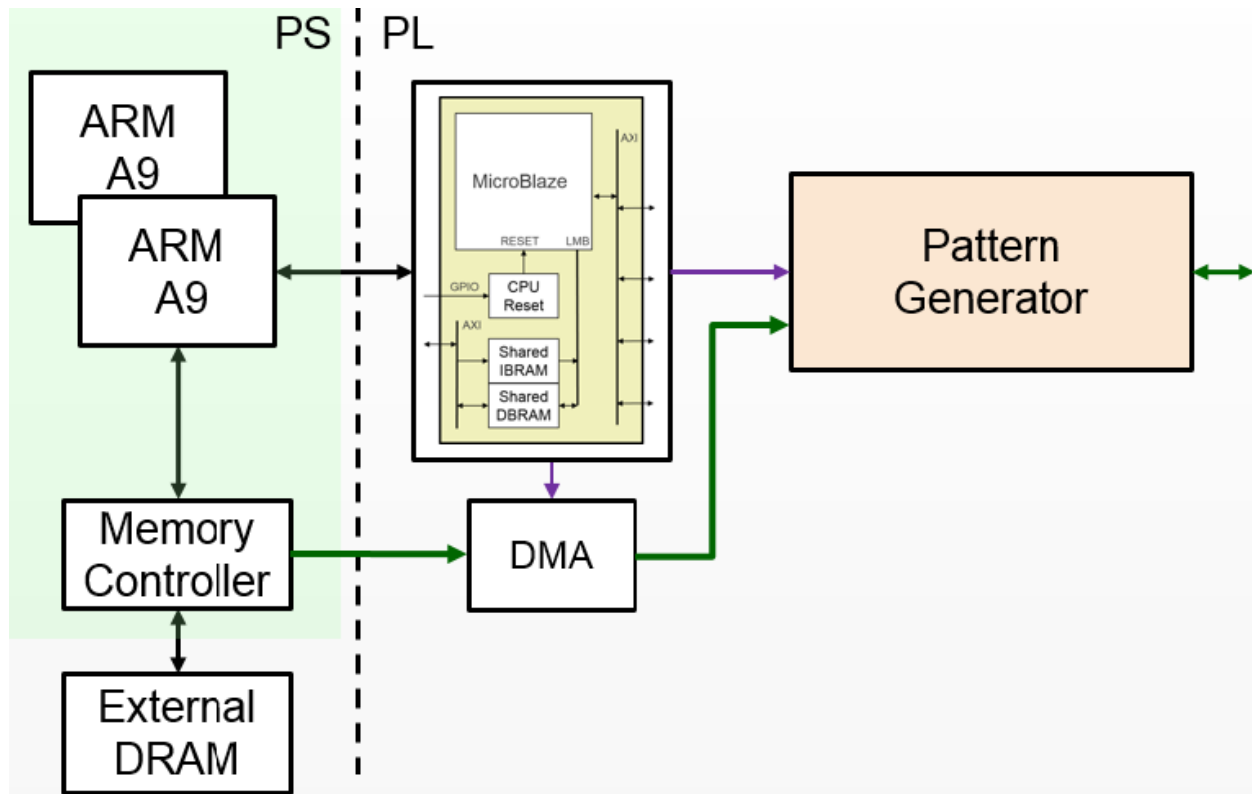 PS
PL
ARM
A9
ARM
A9
MicroBlaze
RESET
LMB
AXI
GPIO
CPU
Reset
AXI
Shared
IBRAM
Shared
DBRAM
Pattern
Generator
Memory
Controller
DMA
External
DRAM